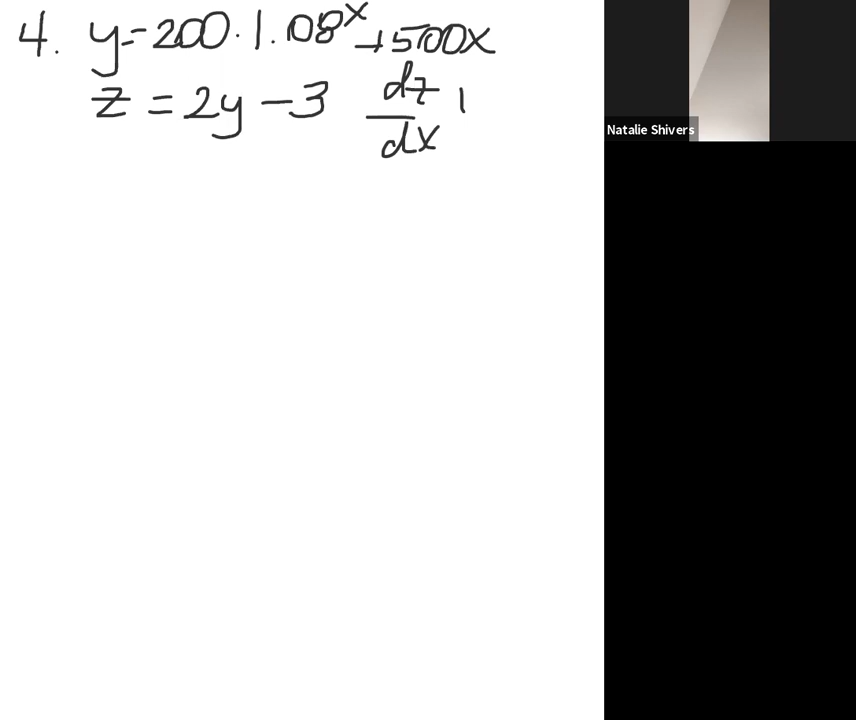 4. y = 200 · 1.08^x + 500x
z = 2y - 3 dz/dx |
Natalie Shivers